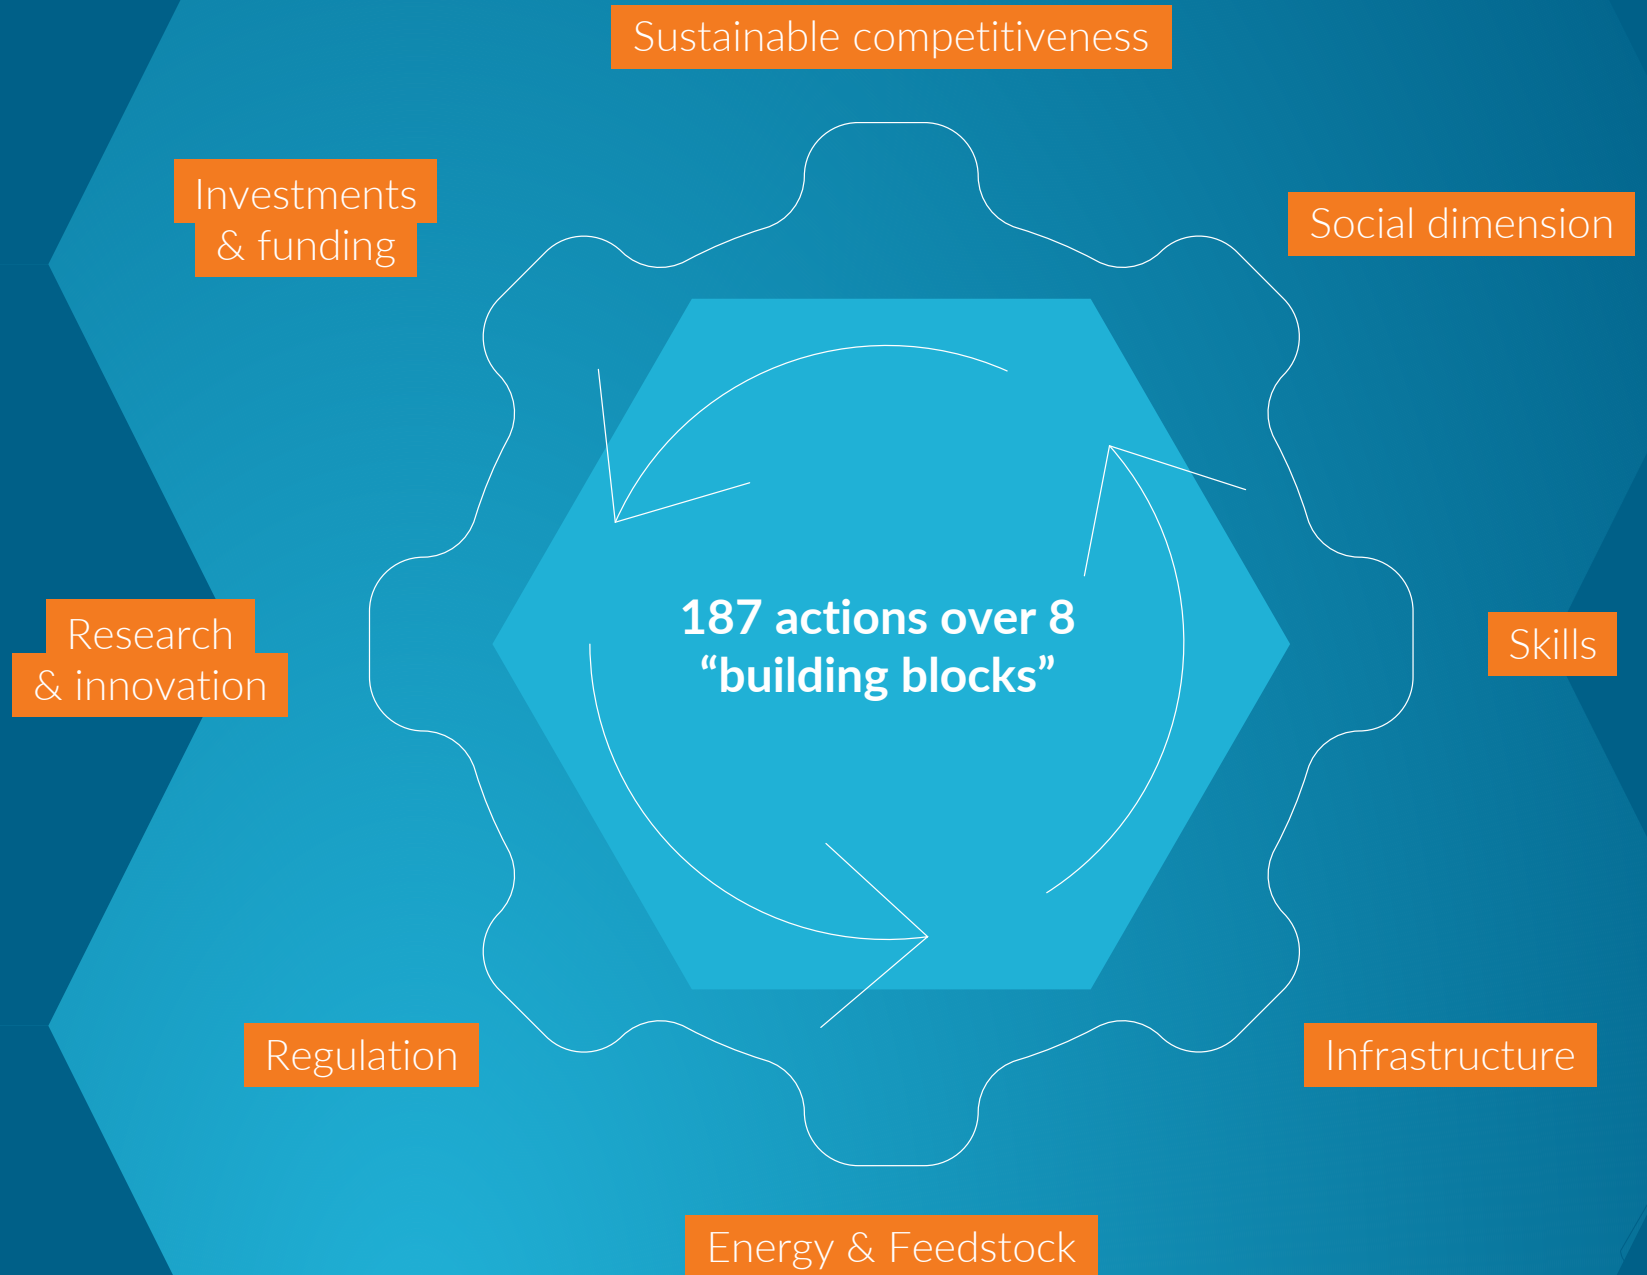 Sustainable competitiveness
Investments
& funding
Social dimension
187 actions over 8
“building blocks”
Research
& innovation
Skills
Regulation
Infrastructure
Energy & Feedstock